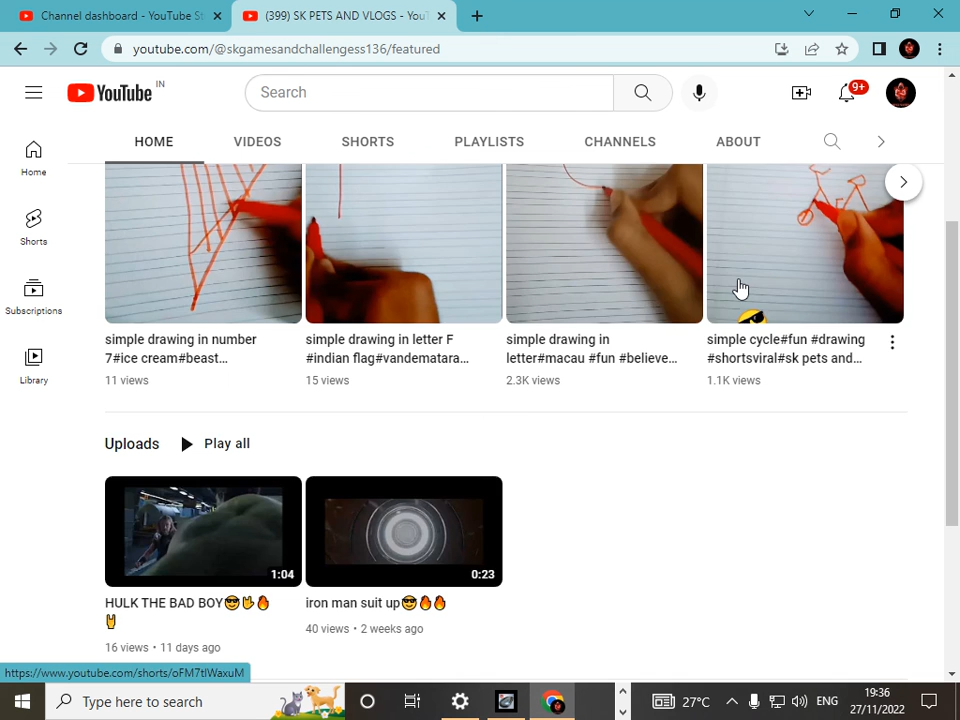 Channel dashboard - YouTube St
(399) SK PETS AND VLOGS - YouT
youtube.com/@skgamesandchallengess136/featured
YouTube IN
Search
9+
HOME VIDEOS SHORTS PLAYLISTS CHANNELS ABOUT
Home
Shorts
Subscriptions
Library
simple drawing in number
7#ice cream#beast...
11 views
simple drawing in letter F
#indian flag#vandematara...
15 views
simple drawing in
letter#macau #fun #believe...
2.3K views
simple cycle#fun #drawing
#shortsviral#sk pets and...
1.1K views
Uploads Play all
1:04
0:23
HULK THE BAD BOY😎🤘🔥
🤘
16 views • 11 days ago
iron man suit up😎🔥🔥
40 views • 2 weeks ago
https://www.youtube.com/shorts/oFM7tIWaxuM
Type here to search
27°C
ENG
19:36
27/11/2022